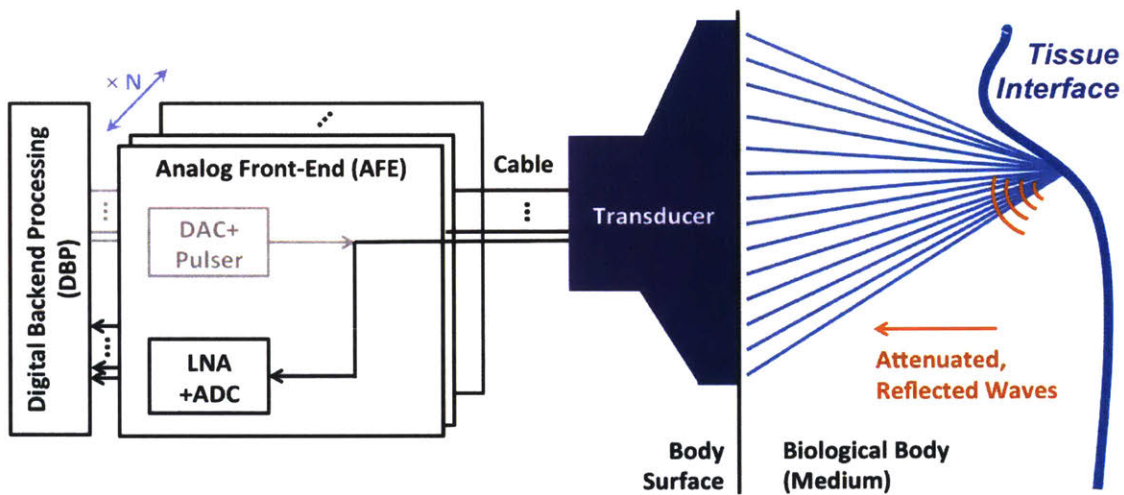 × N
Digital Backend Processing
(DBP)
Analog Front-End (AFE)
DAC+
Pulser
LNA
+ADC
Cable
Transducer
Tissue
Interface
Attenuated,
Reflected Waves
Body
Surface
Biological Body
(Medium)